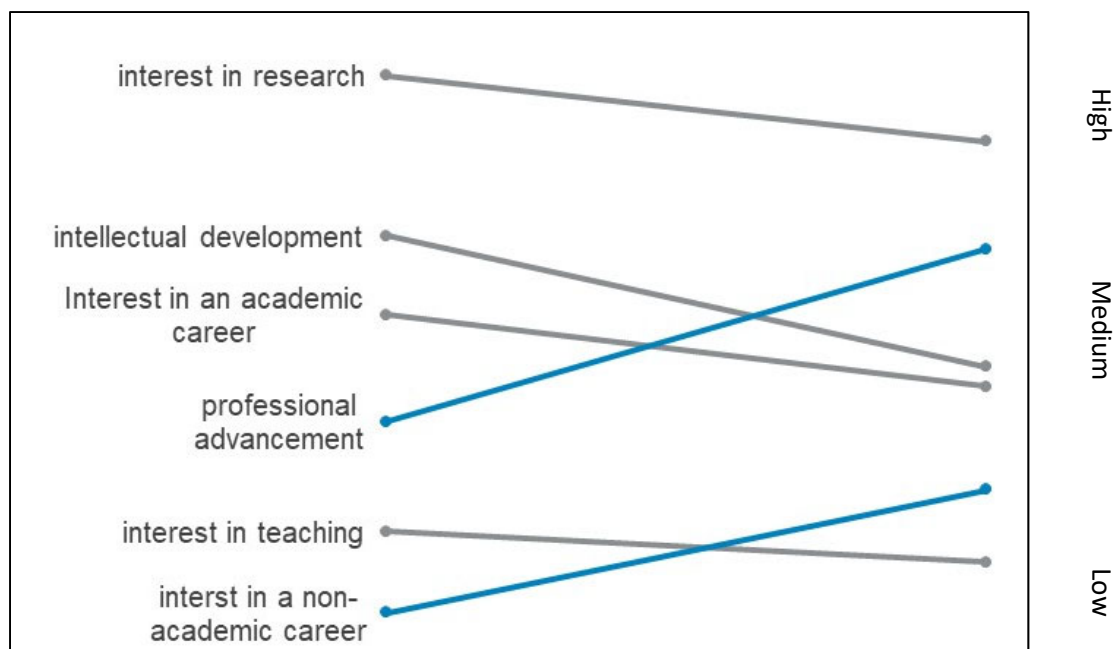 interest in research
High
intellectual development
Interest in an academic
career
Medium
professional
advancement
interest in teaching
interst in a non-
academic career
Low